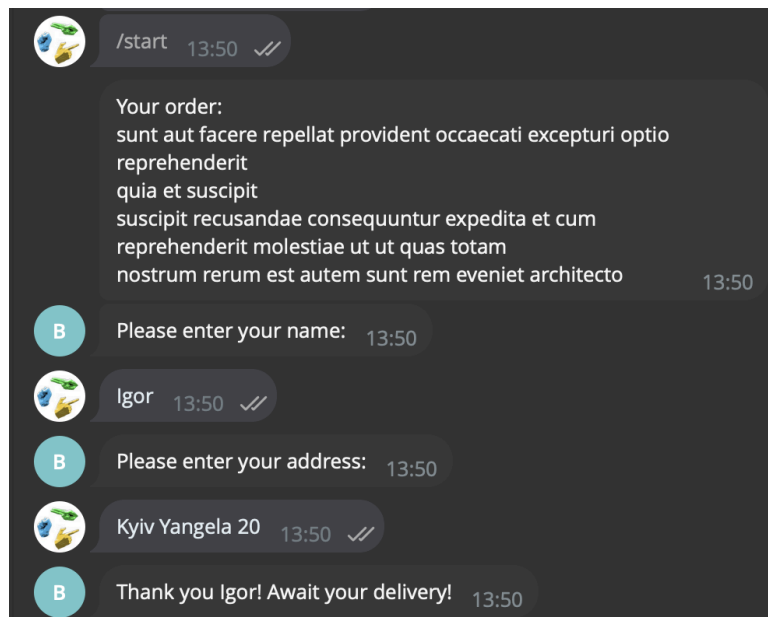 /start 13:50
Your order:
sunt aut facere repellat provident occaecati excepturi optio
reprehenderit
quia et suscipit
suscipit recusandae consequuntur expedita et cum
reprehenderit molestiae ut ut quas totam
nostrum rerum est autem sunt rem eveniet architecto 13:50
B Please enter your name: 13:50
Igor 13:50
B Please enter your address: 13:50
Kyiv Yangela 20 13:50
B Thank you Igor! Await your delivery! 13:50